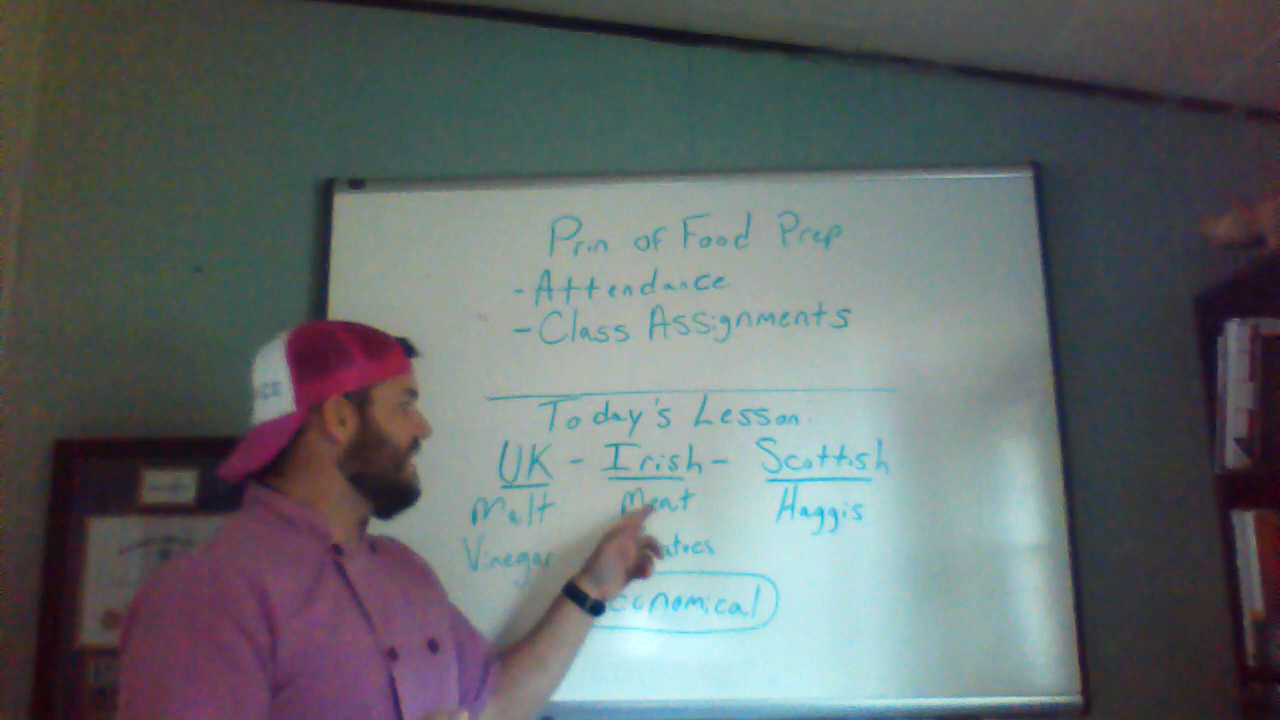 Prin of Food Prep
- Attendance
- Class Assignments
Today's Lesson
UK - Irish - Scottish
Malt Meat Haggis
Vinegar